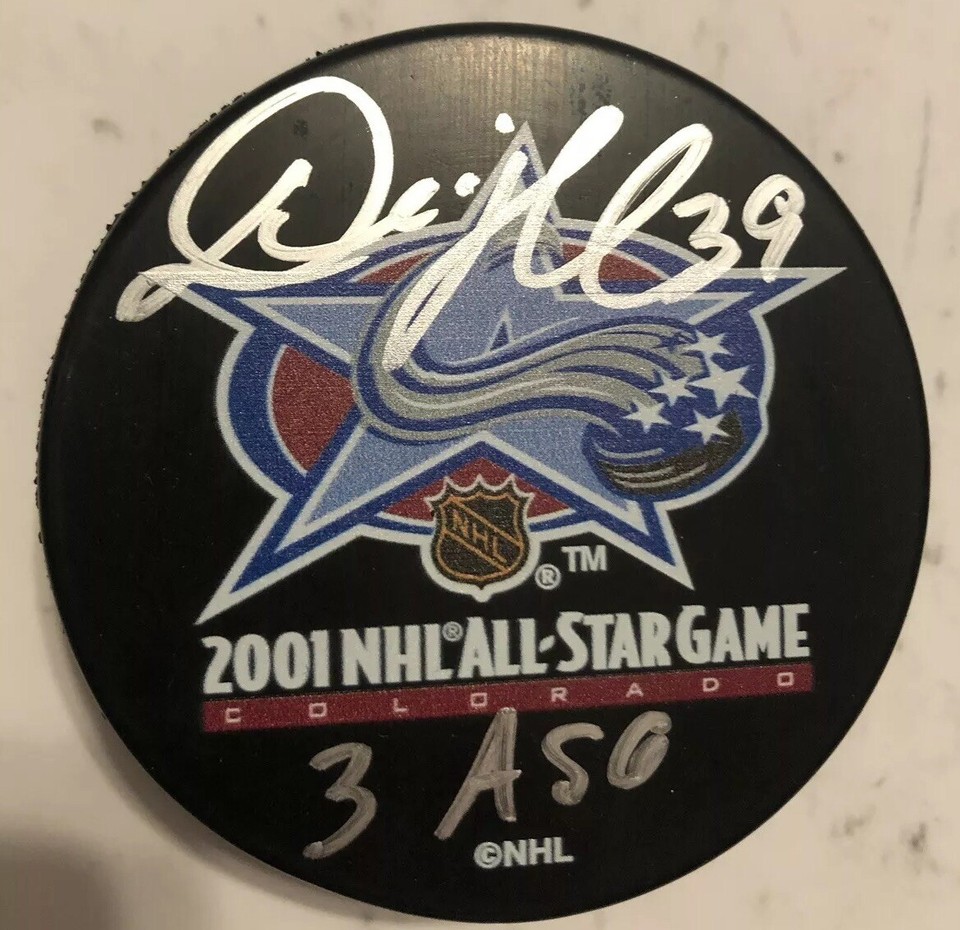 39
NHL
® TM
2001 NHL® ALL-STAR GAME
COLORADO
3 ASG
©NHL